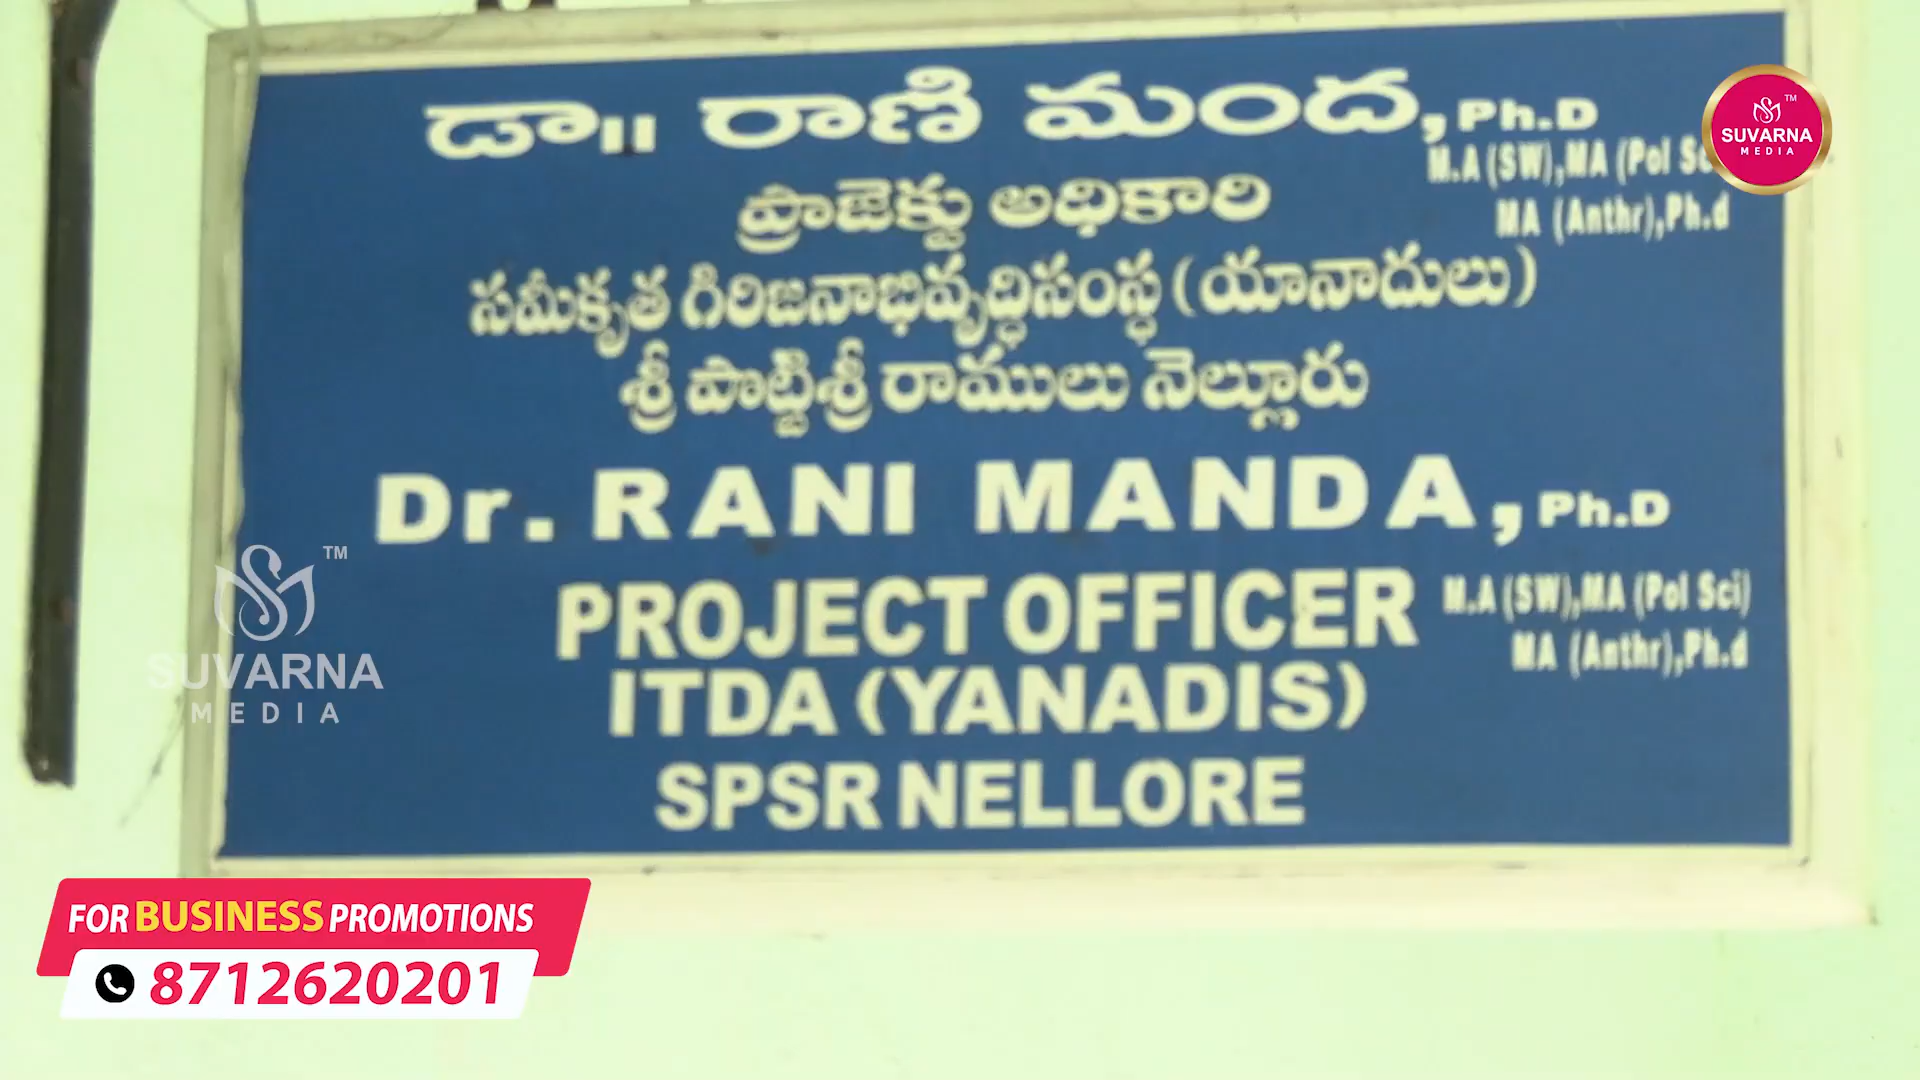 డా॥ రాణి మంద, Ph.D
M.A (SW),MA (Pol Sc
MA (Anthr),Ph.d
ప్రాజెక్టు అధికారి
సమీకృత గిరిజనాభివృద్ధిసంస్థ (యానాదులు)
శ్రీ పొట్టిశ్రీ రాములు నెల్లూరు
Dr. RANI MANDA, Ph.D
PROJECT OFFICER
M.A (SW),MA (Pol Sci)
MA (Anthr),Ph.d
ITDA (YANADIS)
SPSR NELLORE
SUVARNA
MEDIA
TM
SUVARNA
MEDIA
TM
FOR BUSINESS PROMOTIONS
8712620201